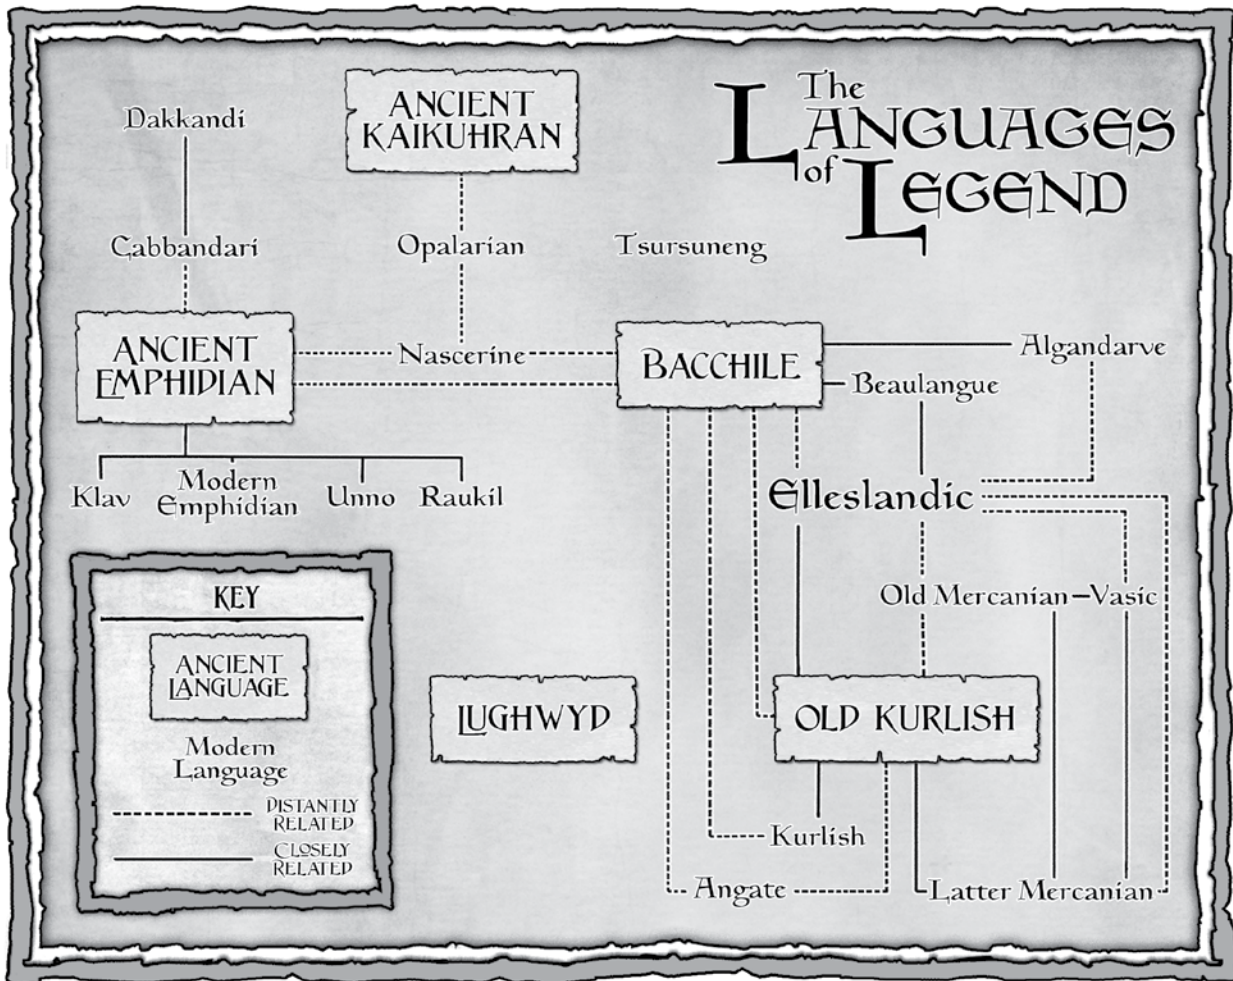 The
LANGUAGES
of LEGEND
Dakkandi
ANCIENT
KAIKUHRAN
Gabbandari
Opalarian
Tsursuneng
ANCIENT
EMPHIDIAN
Nascerine
BACCHILE
Algandarve
Beaulangue
Klav
Modern
Emphidian
Unno
Raukil
Elleslandic
Old Mercanian
Vasic
KEY
ANCIENT
LANGUAGE
Modern
Language
DISTANTLY
RELATED
CLOSELY
RELATED
LUGHWYD
OLD KURLISH
Kurlish
Angate
Latter Mercanian